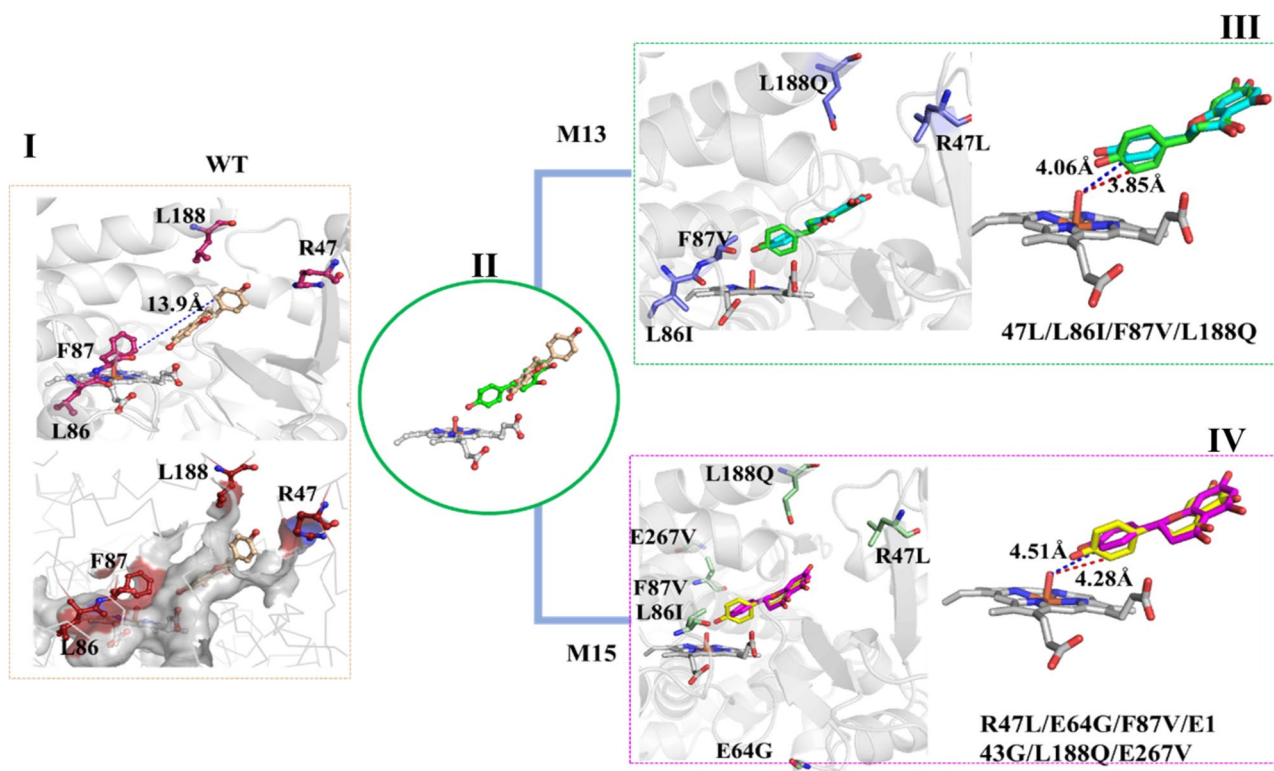 I
WT
L188
R47
13.9Å
F87
L86
L188
R47
F87
L86
II
M13
M15
III
L188Q
R47L
F87V
L86I
4.06Å
3.85Å
47L/L86I/F87V/L188Q
IV
L188Q
E267V
R47L
F87V
L86I
E64G
4.51Å
4.28Å
R47L/E64G/F87V/E1
43G/L188Q/E267V